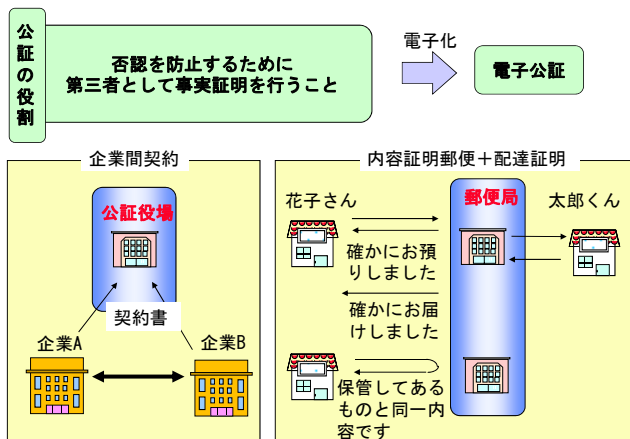 公証の役割
否認を防止するために
第三者として事実証明を行うこと
電子化
電子公証
企業間契約
公証役場
契約書
企業A
企業B
内容証明郵便＋配達証明
花子さん
郵便局
太郎くん
確かにお預
りしました
確かにお届
けしました
保管してある
ものと同一内
容です